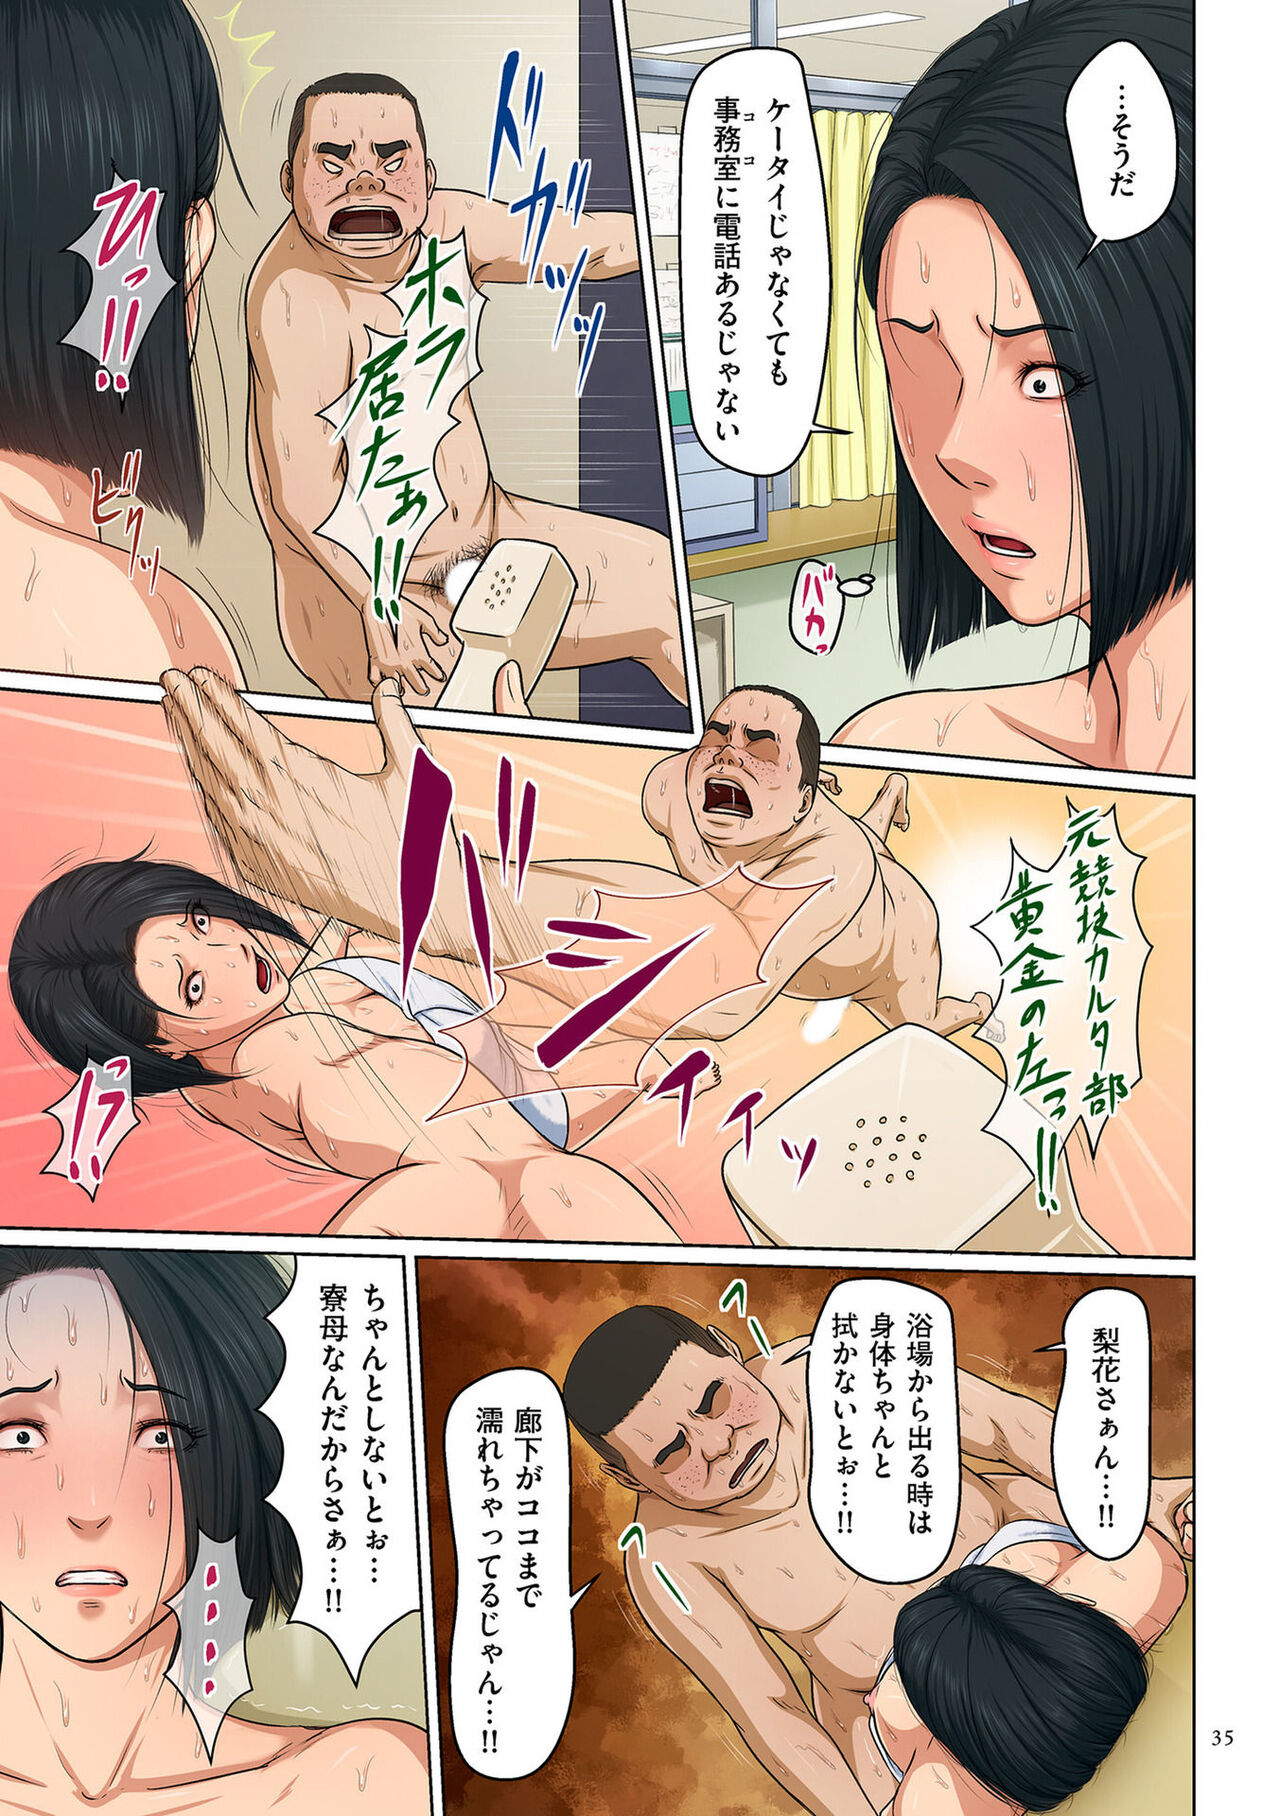 …そうだ
ケータイじゃなくても
事務室に電話あるじゃない
ココ
バカっ
ドガ
ガッッ
ホラ
居たぁ!!
ひっ!!
ビクッ
元競技カルタ部
黄金の左っ!!
バシィイィッ
!?
梨花さぁん…!!
浴場から出る時は
身体ちゃんと
拭かないとぉ…!!
廊下がココまで
濡れちゃってるじゃん…!!
ちゃんとしないとぉ…
寮母なんだからさぁ…!!
…!!
35